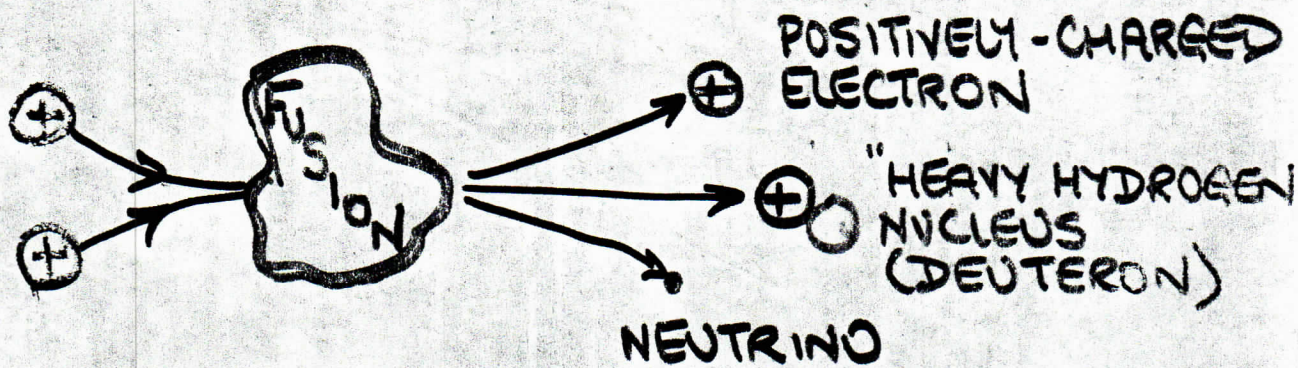 +
+
FUSION
+
POSITIVELY-CHARGED
ELECTRON
+
"HEAVY HYDROGEN
NUCLEUS
(DEUTERON)
NEUTRINO